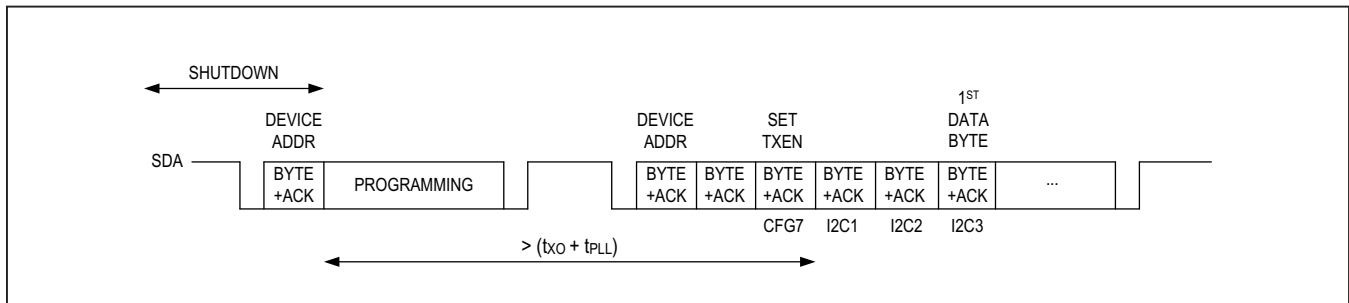 SHUTDOWN
DEVICE ADDR
DEVICE ADDR
SET TXEN
1ST DATA BYTE
SDA
BYTE +ACK
PROGRAMMING
BYTE +ACK
BYTE +ACK
BYTE +ACK
BYTE +ACK
BYTE +ACK
BYTE +ACK
...
CFG7
I2C1
I2C2
I2C3
> (tXO + tPLL)